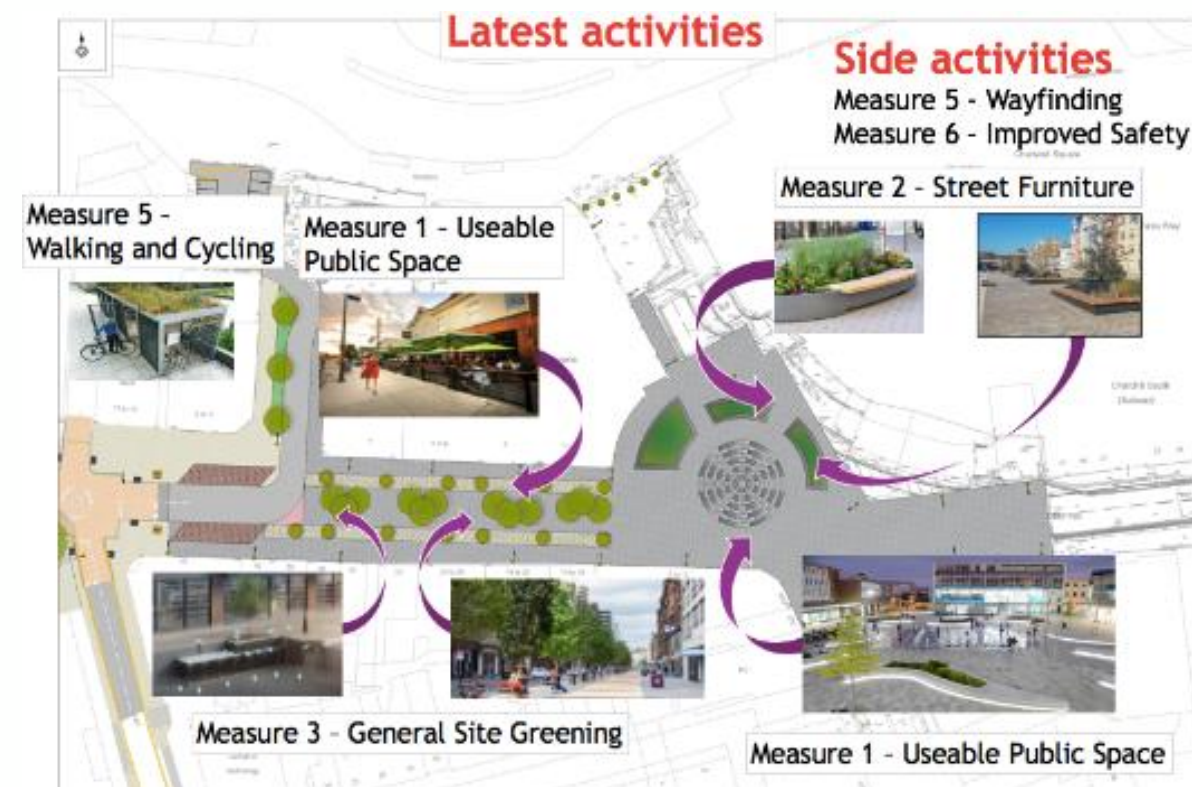 Latest activities
Side activities
Measure 5 - Wayfinding
Measure 6 - Improved Safety
Measure 2 - Street Furniture
Measure 5 -
Walking and Cycling
Measure 1 - Useable
Public Space
Measure 3 - General Site Greening
Measure 1 - Useable Public Space